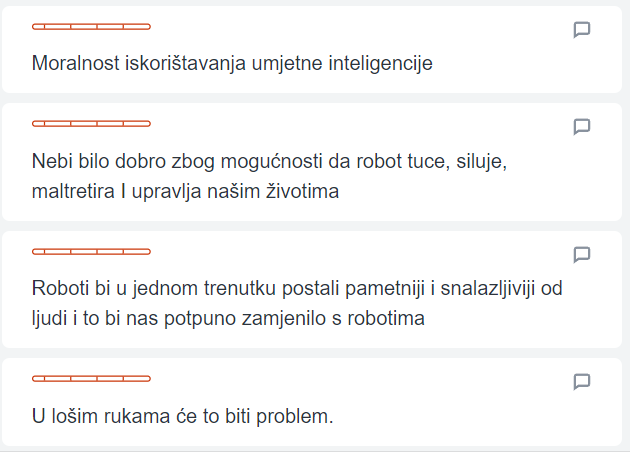 Moralnost iskorištavanja umjetne inteligencije
Nebi bilo dobro zbog mogućnosti da robot tuce, siluje,
maltretira I upravlja našim životima
Roboti bi u jednom trenutku postali pametniji i snalazljiviji od
ljudi i to bi nas potpuno zamjenilo s robotima
U lošim rukama će to biti problem.